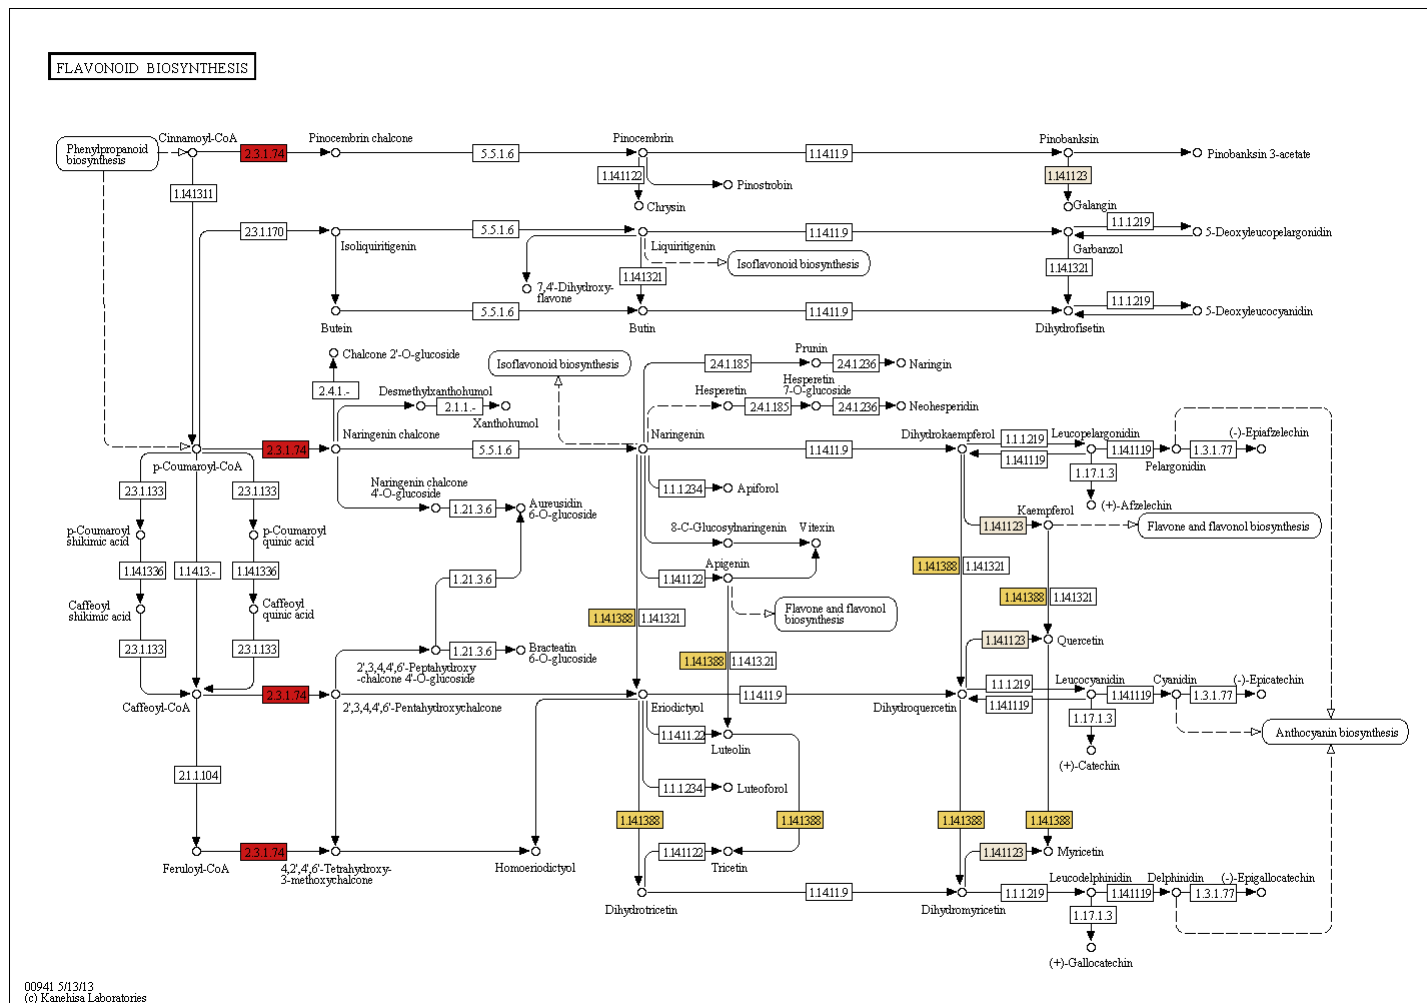 FLAVONOID BIOSYNTHESIS
Phenylpropanoid
biosynthesis
Cinnamoyl-CoA
2.3.1.74
Pinocembrin chalcone
5.5.1.6
Pinocembrin
1.14.11.9
Pinobanksin
Pinobanksin 3-acetate
1.14.13.11
1.14.11.22
Pinostrobin
Chrysin
1.14.11.23
Galangin
2.3.1.170
Isoliquiritigenin
5.5.1.6
Liquiritigenin
1.14.11.9
Garbanzol
1.1.1.219
5-Deoxyleucopelargonidin
Isoflavonoid biosynthesis
1.14.13.21
1.14.13.21
7,4'-Dihydroxy-
flavone
Butein
5.5.1.6
Butin
1.14.11.9
Dihydrofisetin
1.1.1.219
5-Deoxyleucocyanidin
Chalcone 2'-O-glucoside
2.4.1.-
Isoflavonoid biosynthesis
2.4.1.185
Prunin
2.4.1.236
Naringin
Desmethylxanthohumol
2.1.1.-
Xanthohumol
Hesperetin
2.4.1.185
Hesperetin
7-O-glucoside
2.4.1.236
Neohesperidin
p-Coumaroyl-CoA
2.3.1.74
Naringenin chalcone
5.5.1.6
Naringenin
1.14.11.9
Dihydrokaempferol
1.1.1.219
1.14.11.19
Leucopelargonidin
1.14.11.19
Pelargonidin
1.3.1.77
(-)-Epiafzelechin
1.17.1.3
(+)-Afzelechin
2.3.1.133
2.3.1.133
Naringenin chalcone
4'-O-glucoside
1.21.3.6
Aureusidin
6-O-glucoside
1.1.1.234
Apiforol
p-Coumaroyl
shikimic acid
p-Coumaroyl
quinic acid
8-C-Glucosylnaringenin
Vitexin
1.14.11.23
Kaempferol
Flavone and flavonol biosynthesis
1.14.13.36
1.14.13.-
1.14.13.36
1.21.3.6
1.14.11.22
Apigenin
1.14.13.88
1.14.13.21
Caffeoyl
shikimic acid
Caffeoyl
quinic acid
1.14.13.88
1.14.13.21
Flavone and flavonol
biosynthesis
1.14.13.88
1.14.13.21
2.3.1.133
2.3.1.133
1.21.3.6
Bracteatin
6-O-glucoside
1.14.13.88
1.14.13.21
1.14.11.23
Quercetin
2',3,4,4',6'-Peptahydroxy
-chalcone 4'-O-glucoside
Caffeoyl-CoA
2.3.1.74
2',3,4,4',6'-Pentahydroxychalcone
Eriodictyol
1.14.11.9
Dihydroquercetin
1.1.1.219
1.14.11.19
Leucocyanidin
1.14.11.19
Cyanidin
1.3.1.77
(-)-Epicatechin
1.17.1.3
(+)-Catechin
Anthocyanin biosynthesis
1.14.11.22
Luteolin
2.1.1.104
1.1.1.234
Luteoforol
1.14.13.88
1.14.13.88
1.14.13.88
1.14.13.88
Feruloyl-CoA
2.3.1.74
4,2',4',6'-Tetrahydroxy-
3-methoxychalcone
Homoeriodictyol
1.14.11.22
Tricetin
1.14.11.23
Myricetin
Dihydrotricetin
1.14.11.9
Dihydromyricetin
1.1.1.219
Leucodelphinidin
1.14.11.19
Delphinidin
1.3.1.77
(-)-Epigallocatechin
1.17.1.3
(+)-Gallocatechin
00941 5/13/13
(c) Kanehisa Laboratories